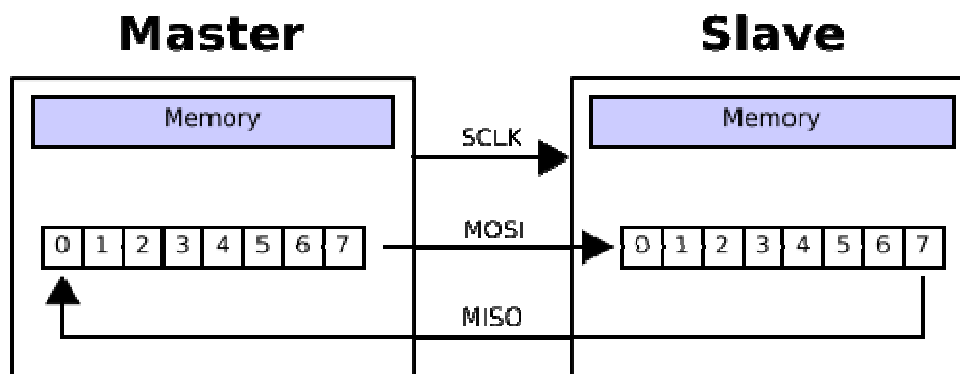 Master Slave
Memory Memory
SCLK
0 1 2 3 4 5 6 7 MOSI 0 1 2 3 4 5 6 7
MISO